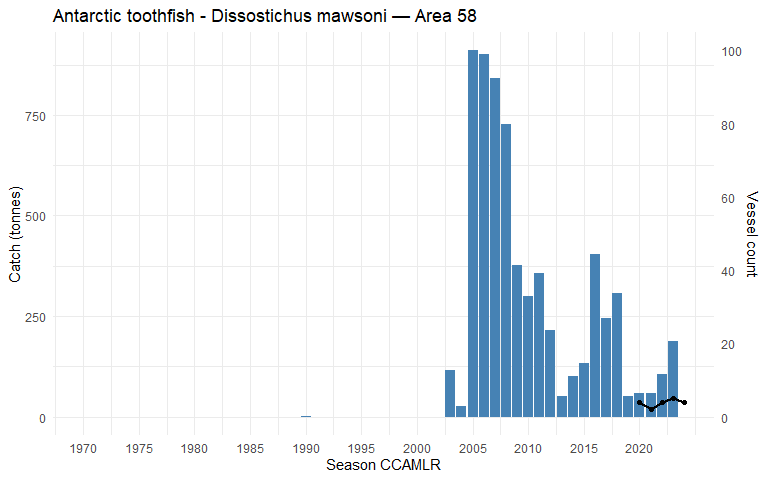 Antarctic toothfish - Dissostichus mawsoni — Area 58
Catch (tonnes)
750
500
250
0
100
80
60
40
20
0
Vessel count
1970 1975 1980 1985 1990 1995 2000 2005 2010 2015 2020
Season CCAMLR